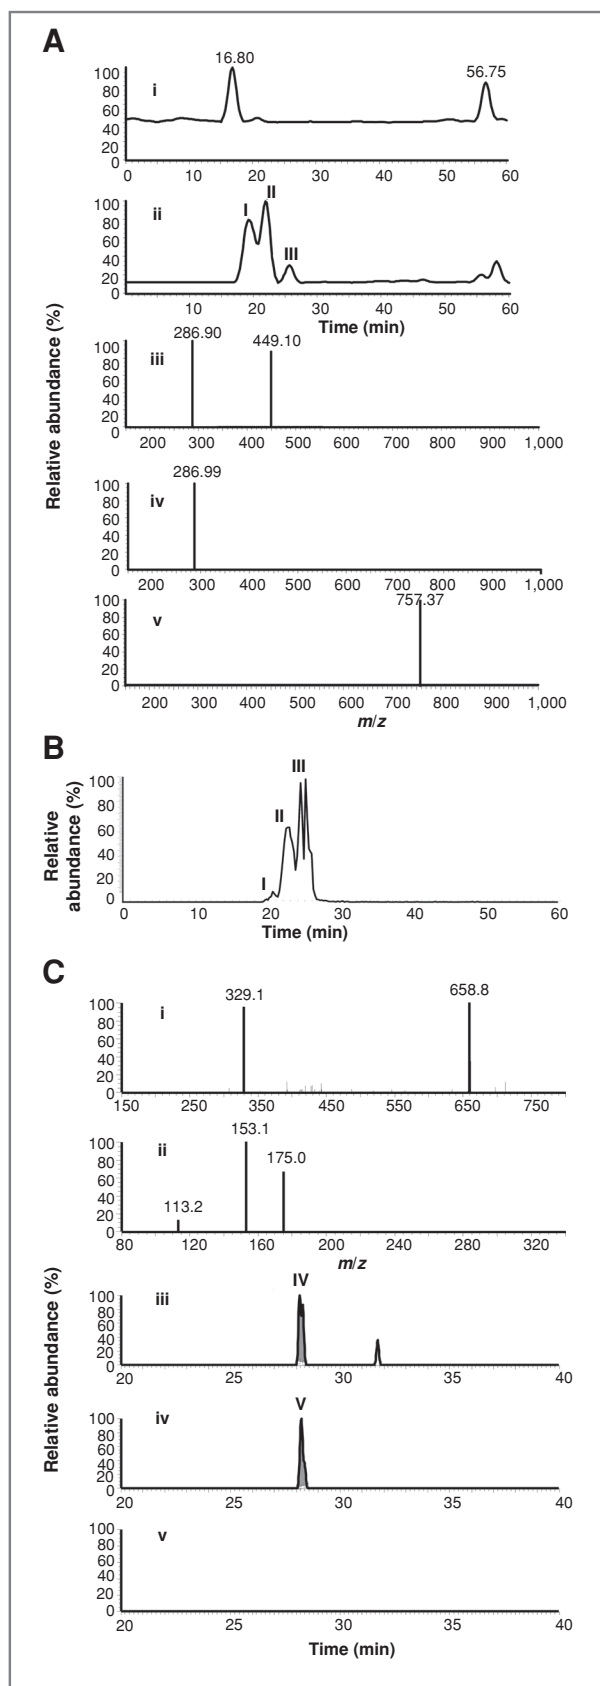 A
16.80
56.75
i
100
80
60
40
20
0
0 10 20 30 40 50 60
ii
I
II
III
100
80
60
40
20
0
10 20 30 40 50 60
Time (min)
Relative abundance (%)
286.90
449.10
iii
100
80
60
40
20
0
200 300 400 500 600 700 800 900 1,000
286.99
iv
100
80
60
40
20
0
200 300 400 500 600 700 800 900 1,000
757.37
v
100
80
60
40
20
0
200 300 400 500 600 700 800 900 1,000
m/z
B
III
II
I
100
80
60
40
20
0
Relative
abundance (%)
0 10 20 30 40 50 60
Time (min)
C
329.1
658.8
i
100
80
60
40
20
0
150 250 350 450 550 650 750
153.1
175.0
113.2
ii
100
80
60
40
20
0
80 120 160 200 240 280 320
m/z
Relative abundance (%)
IV
iii
100
80
60
40
20
0
20 25 30 35 40
V
iv
100
80
60
40
20
0
20 25 30 35 40
v
100
80
60
40
20
0
20 25 30 35 40
Time (min)